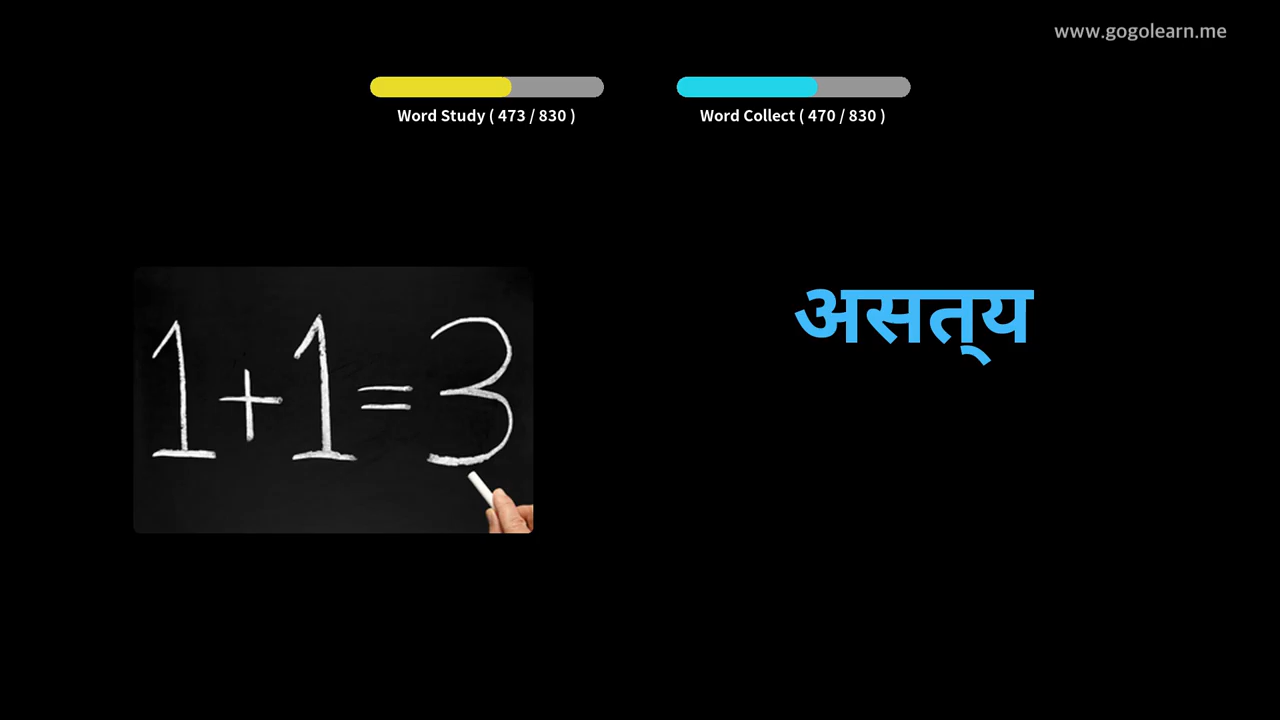 www.gogolearn.me
Word Study ( 473 / 830 )
Word Collect ( 470 / 830 )
1+1=3
असत्‌य